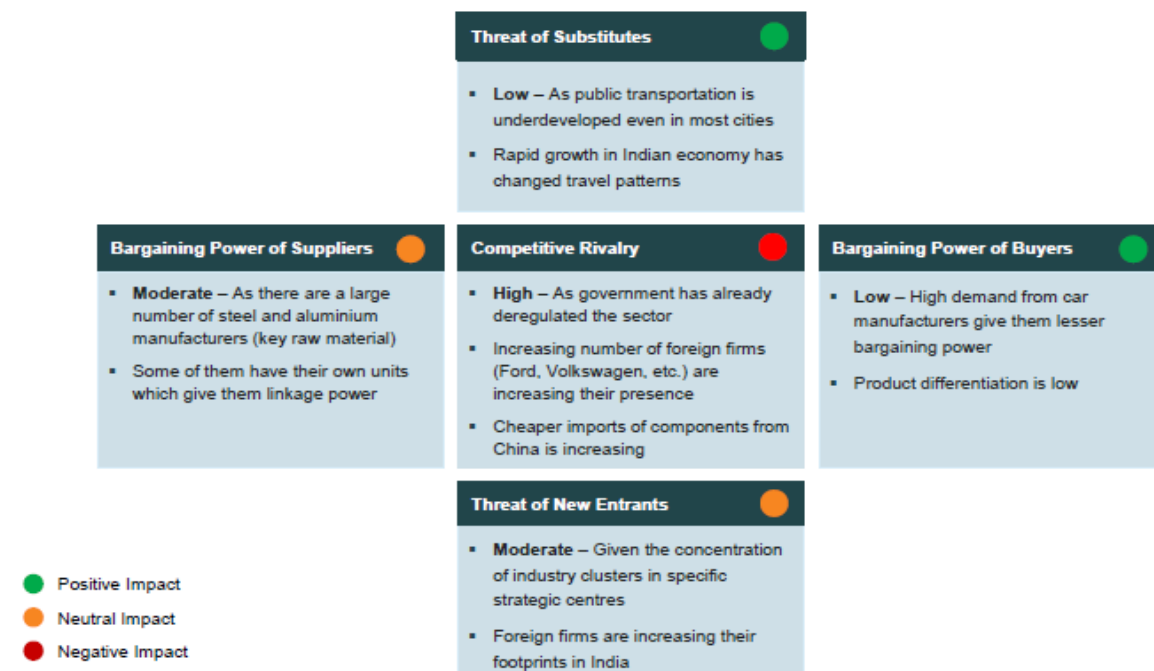 Threat of Substitutes
▪ Low – As public transportation is
underdeveloped even in most cities
▪ Rapid growth in Indian economy has
changed travel patterns
Bargaining Power of Suppliers
▪ Moderate – As there are a large
number of steel and aluminium
manufacturers (key raw material)
▪ Some of them have their own units
which give them linkage power
Competitive Rivalry
▪ High – As government has already
deregulated the sector
▪ Increasing number of foreign firms
(Ford, Volkswagen, etc.) are
increasing their presence
▪ Cheaper imports of components from
China is increasing
Bargaining Power of Buyers
▪ Low – High demand from car
manufacturers give them lesser
bargaining power
▪ Product differentiation is low
Threat of New Entrants
▪ Moderate – Given the concentration
of industry clusters in specific
strategic centres
▪ Foreign firms are increasing their
footprints in India
Positive Impact
Neutral Impact
Negative Impact